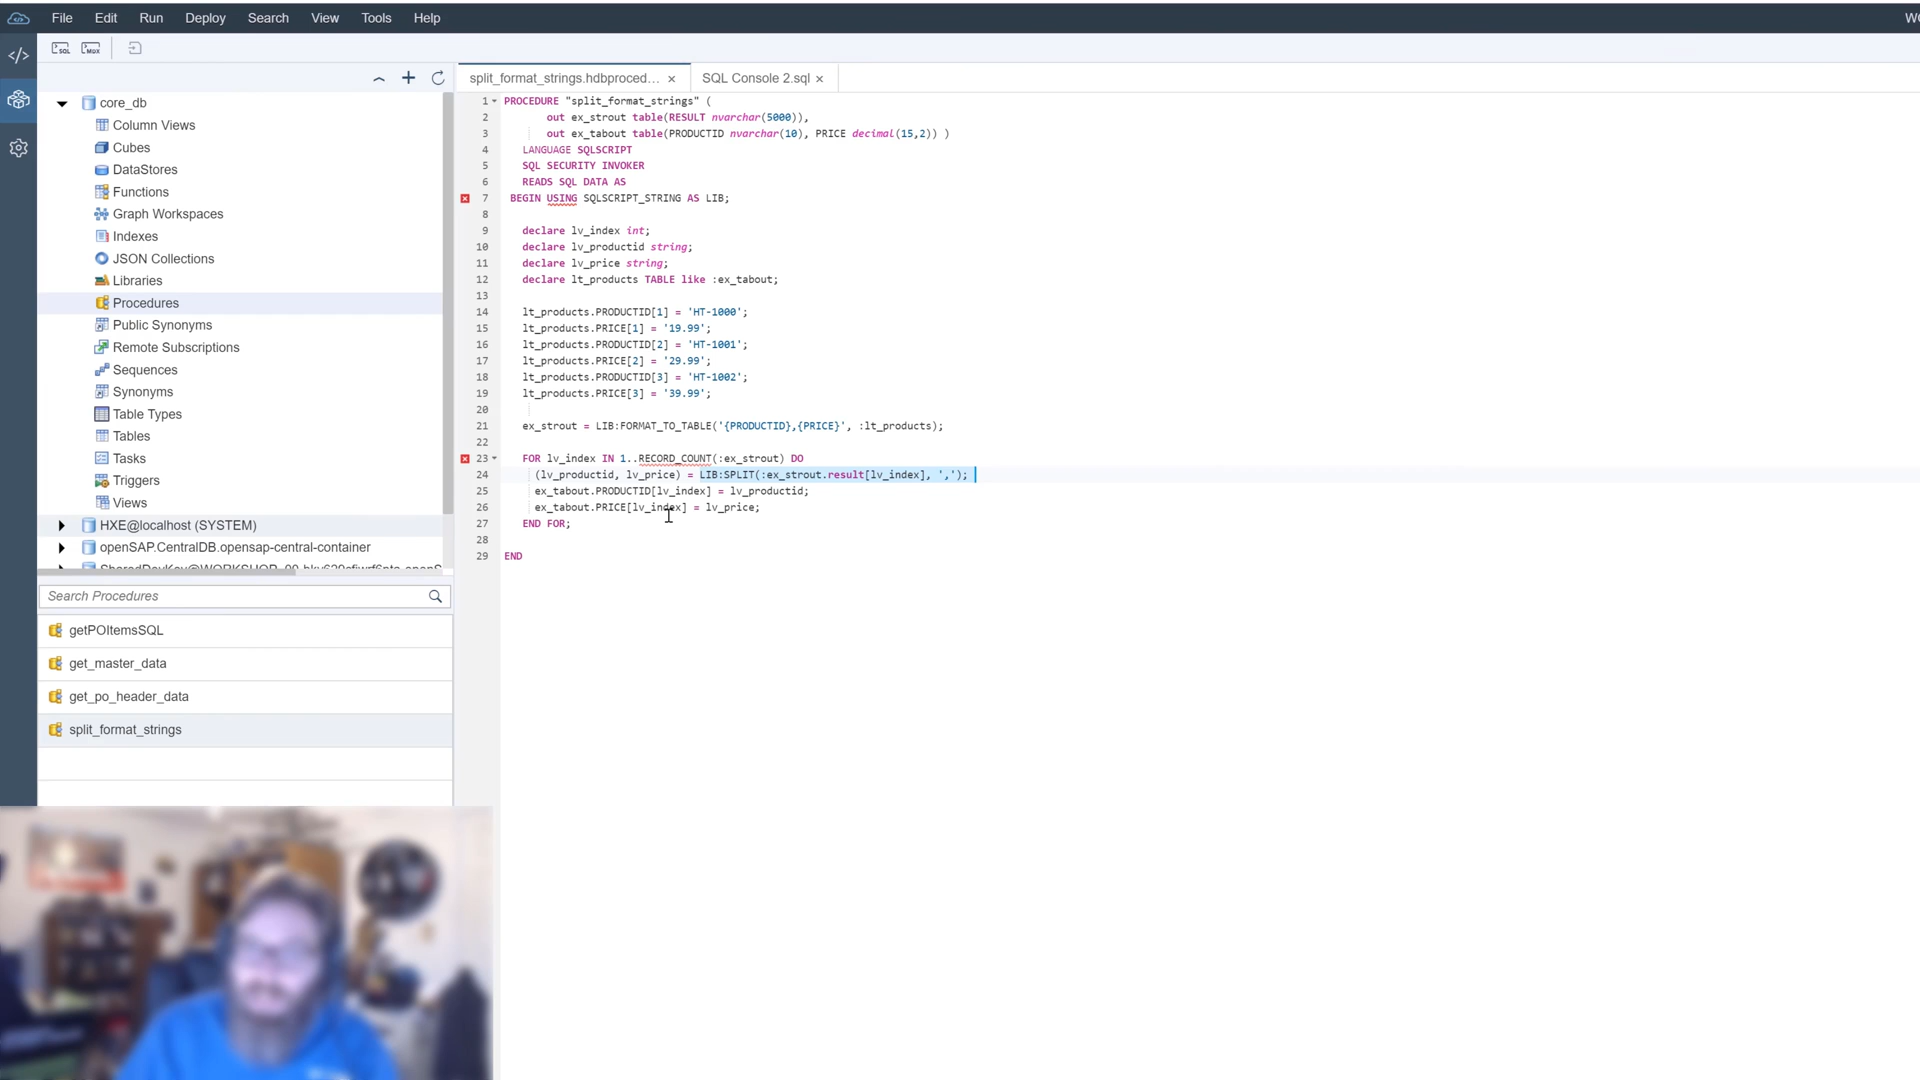 File Edit Run Deploy Search View Tools Help
SQL MDX
core_db
Column Views
Cubes
DataStores
Functions
Graph Workspaces
Indexes
JSON Collections
Libraries
Procedures
Public Synonyms
Remote Subscriptions
Sequences
Synonyms
Table Types
Tables
Tasks
Triggers
Views
HXE@localhost (SYSTEM)
openSAP.CentralDB.opensap-central-container
Search Procedures
getPOItemsSQL
get_master_data
get_po_header_data
split_format_strings
split_format_strings.hdbproced... × SQL Console 2.sql ×
1 PROCEDURE "split_format_strings" (
2 out ex_strout table(RESULT nvarchar(5000)),
3 out ex_tabout table(PRODUCTID nvarchar(10), PRICE decimal(15,2)) )
4 LANGUAGE SQLSCRIPT
5 SQL SECURITY INVOKER
6 READS SQL DATA AS
7 BEGIN USING SQLSCRIPT_STRING AS LIB;
8
9 declare lv_index int;
10 declare lv_productid string;
11 declare lv_price string;
12 declare lt_products TABLE like :ex_tabout;
13
14 lt_products.PRODUCTID[1] = 'HT-1000';
15 lt_products.PRICE[1] = '19.99';
16 lt_products.PRODUCTID[2] = 'HT-1001';
17 lt_products.PRICE[2] = '29.99';
18 lt_products.PRODUCTID[3] = 'HT-1002';
19 lt_products.PRICE[3] = '39.99';
20
21 ex_strout = LIB:FORMAT_TO_TABLE('{PRODUCTID},{PRICE}', :lt_products);
22
23 FOR lv_index IN 1..RECORD_COUNT(:ex_strout) DO
24 (lv_productid, lv_price) = LIB:SPLIT(:ex_strout.result[lv_index], ',');
25 ex_tabout.PRODUCTID[lv_index] = lv_productid;
26 ex_tabout.PRICE[lv_index] = lv_price;
27 END FOR;
28
29 END